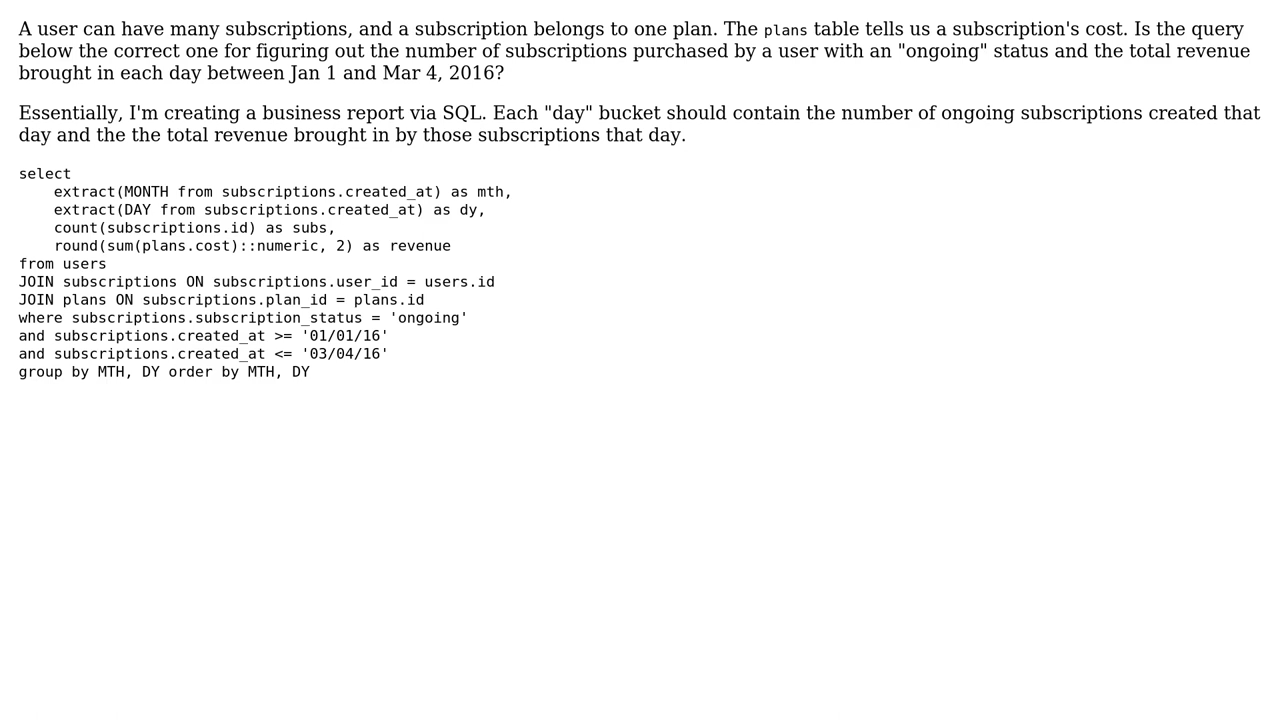 A user can have many subscriptions, and a subscription belongs to one plan. The plans table tells us a subscription's cost. Is the query
below the correct one for figuring out the number of subscriptions purchased by a user with an "ongoing" status and the total revenue
brought in each day between Jan 1 and Mar 4, 2016?
Essentially, I'm creating a business report via SQL. Each "day" bucket should contain the number of ongoing subscriptions created that
day and the the total revenue brought in by those subscriptions that day.
select
    extract(MONTH from subscriptions.created_at) as mth,
    extract(DAY from subscriptions.created_at) as dy,
    count(subscriptions.id) as subs,
    round(sum(plans.cost)::numeric, 2) as revenue
from users
JOIN subscriptions ON subscriptions.user_id = users.id
JOIN plans ON subscriptions.plan_id = plans.id
where subscriptions.subscription_status = 'ongoing'
and subscriptions.created_at >= '01/01/16'
and subscriptions.created_at <= '03/04/16'
group by MTH, DY order by MTH, DY